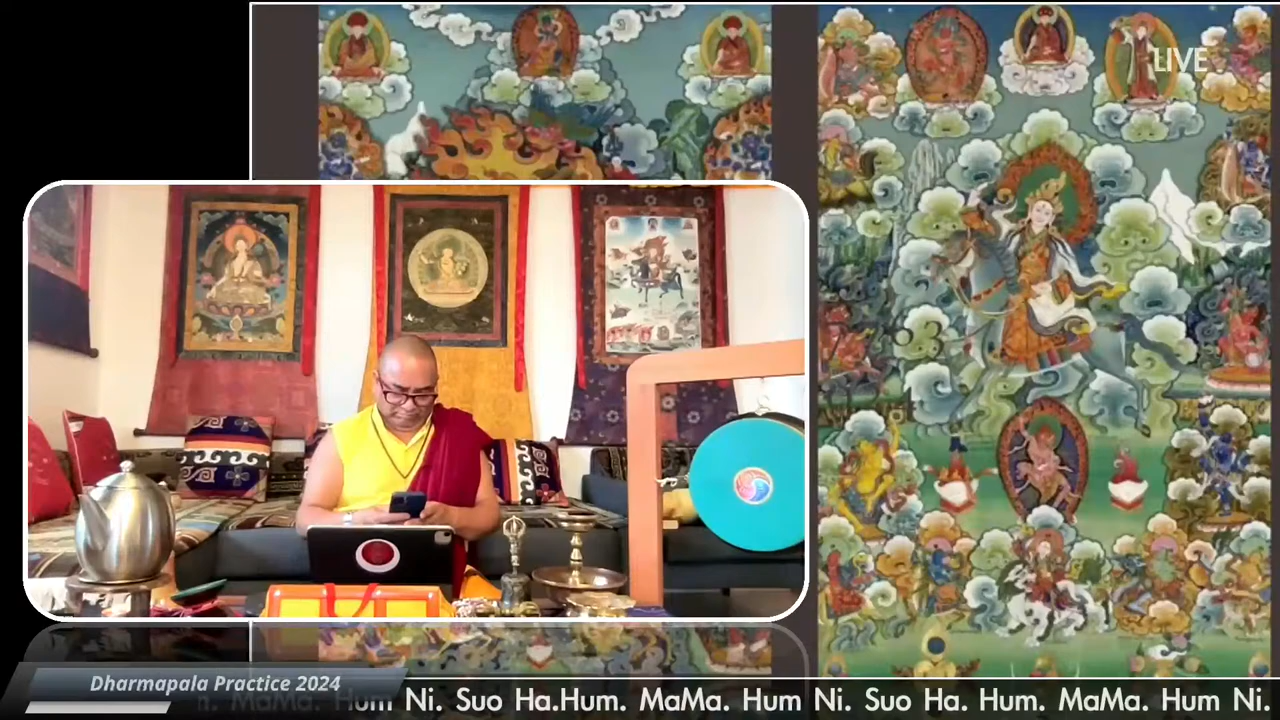 LIVE
Dharmapala Practice 2024
Hum Ni. Suo Ha.Hum. MaMa. Hum Ni. Suo Ha. Hum. MaMa. Hum Ni.